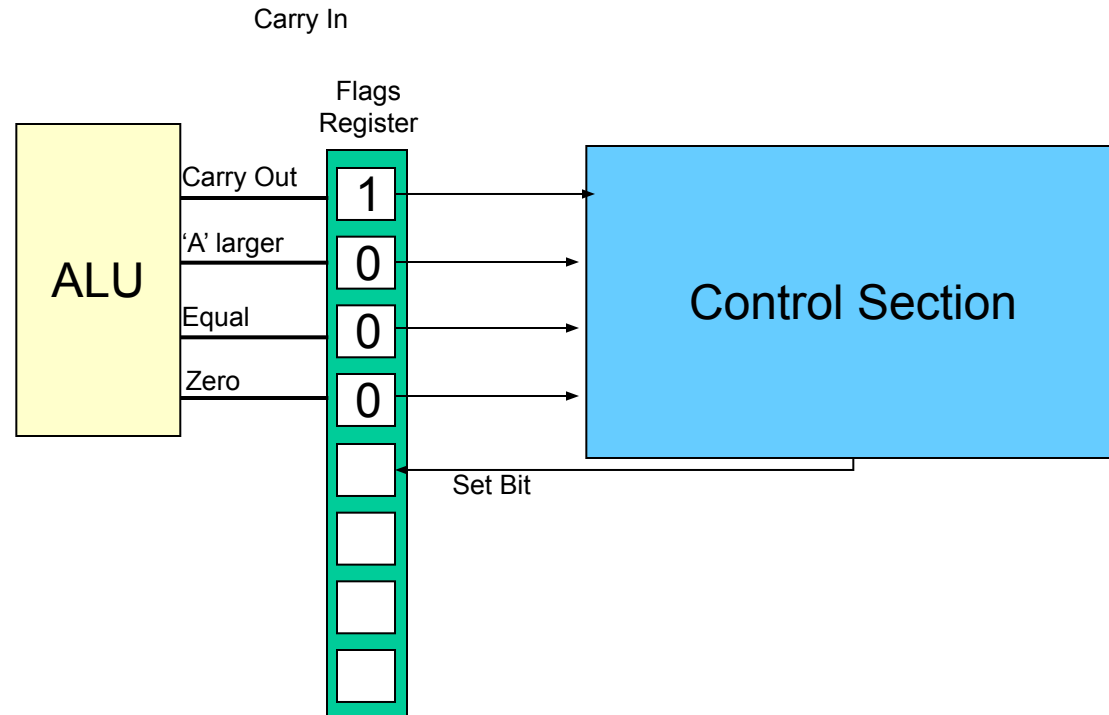 Carry In
Flags
Register
ALU
Carry Out
‘A’ larger
Equal
Zero
1
0
0
0
Set Bit
Control Section